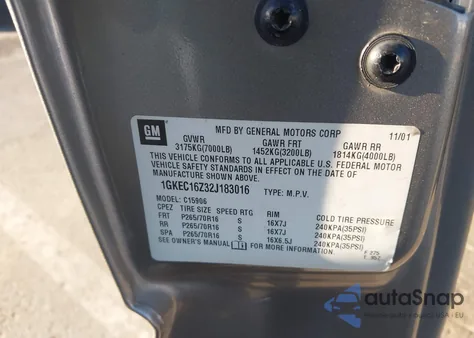 GM
MFD BY GENERAL MOTORS CORP 11/01
GVWR GAWR FRT GAWR RR
3175KG(7000LB) 1452KG(3200LB) 1814KG(4000LB)
THIS VEHICLE CONFORMS TO ALL APPLICABLE U.S. FEDERAL MOTOR
VEHICLE SAFETY STANDARDS IN EFFECT ON THE DATE OF
MANUFACTURE SHOWN ABOVE.
1GKEC16Z32J183016 TYPE: M.P.V.
MODEL: C15906
CPZ TIRE SIZE SPEED RTG RIM COLD TIRE PRESSURE
FRT P265/70R16 S 16X7J 240KPA(35PSI)
RR P265/70R16 S 16X7J 240KPA(35PSI)
SPA P265/70R16 S 16X6.5J 240KPA(35PSI)
SEE OWNER'S MANUAL FOR MORE INFORMATION.
autoSnap